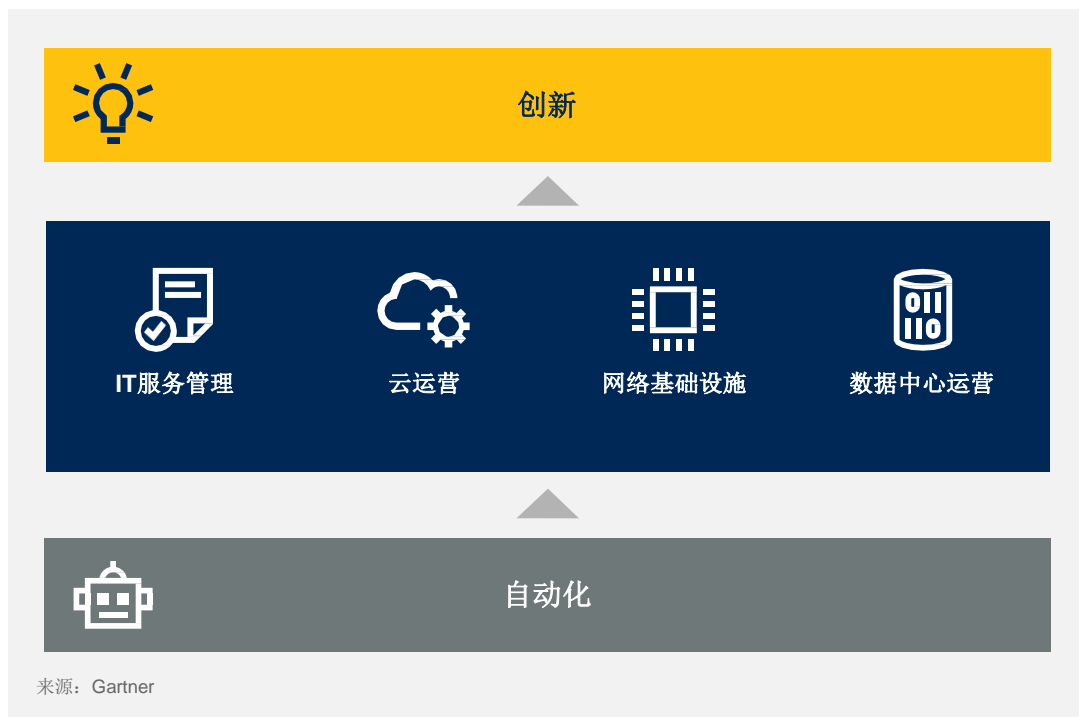 创新
IT服务管理
云运营
网络基础设施
数据中心运营
自动化
来源：Gartner